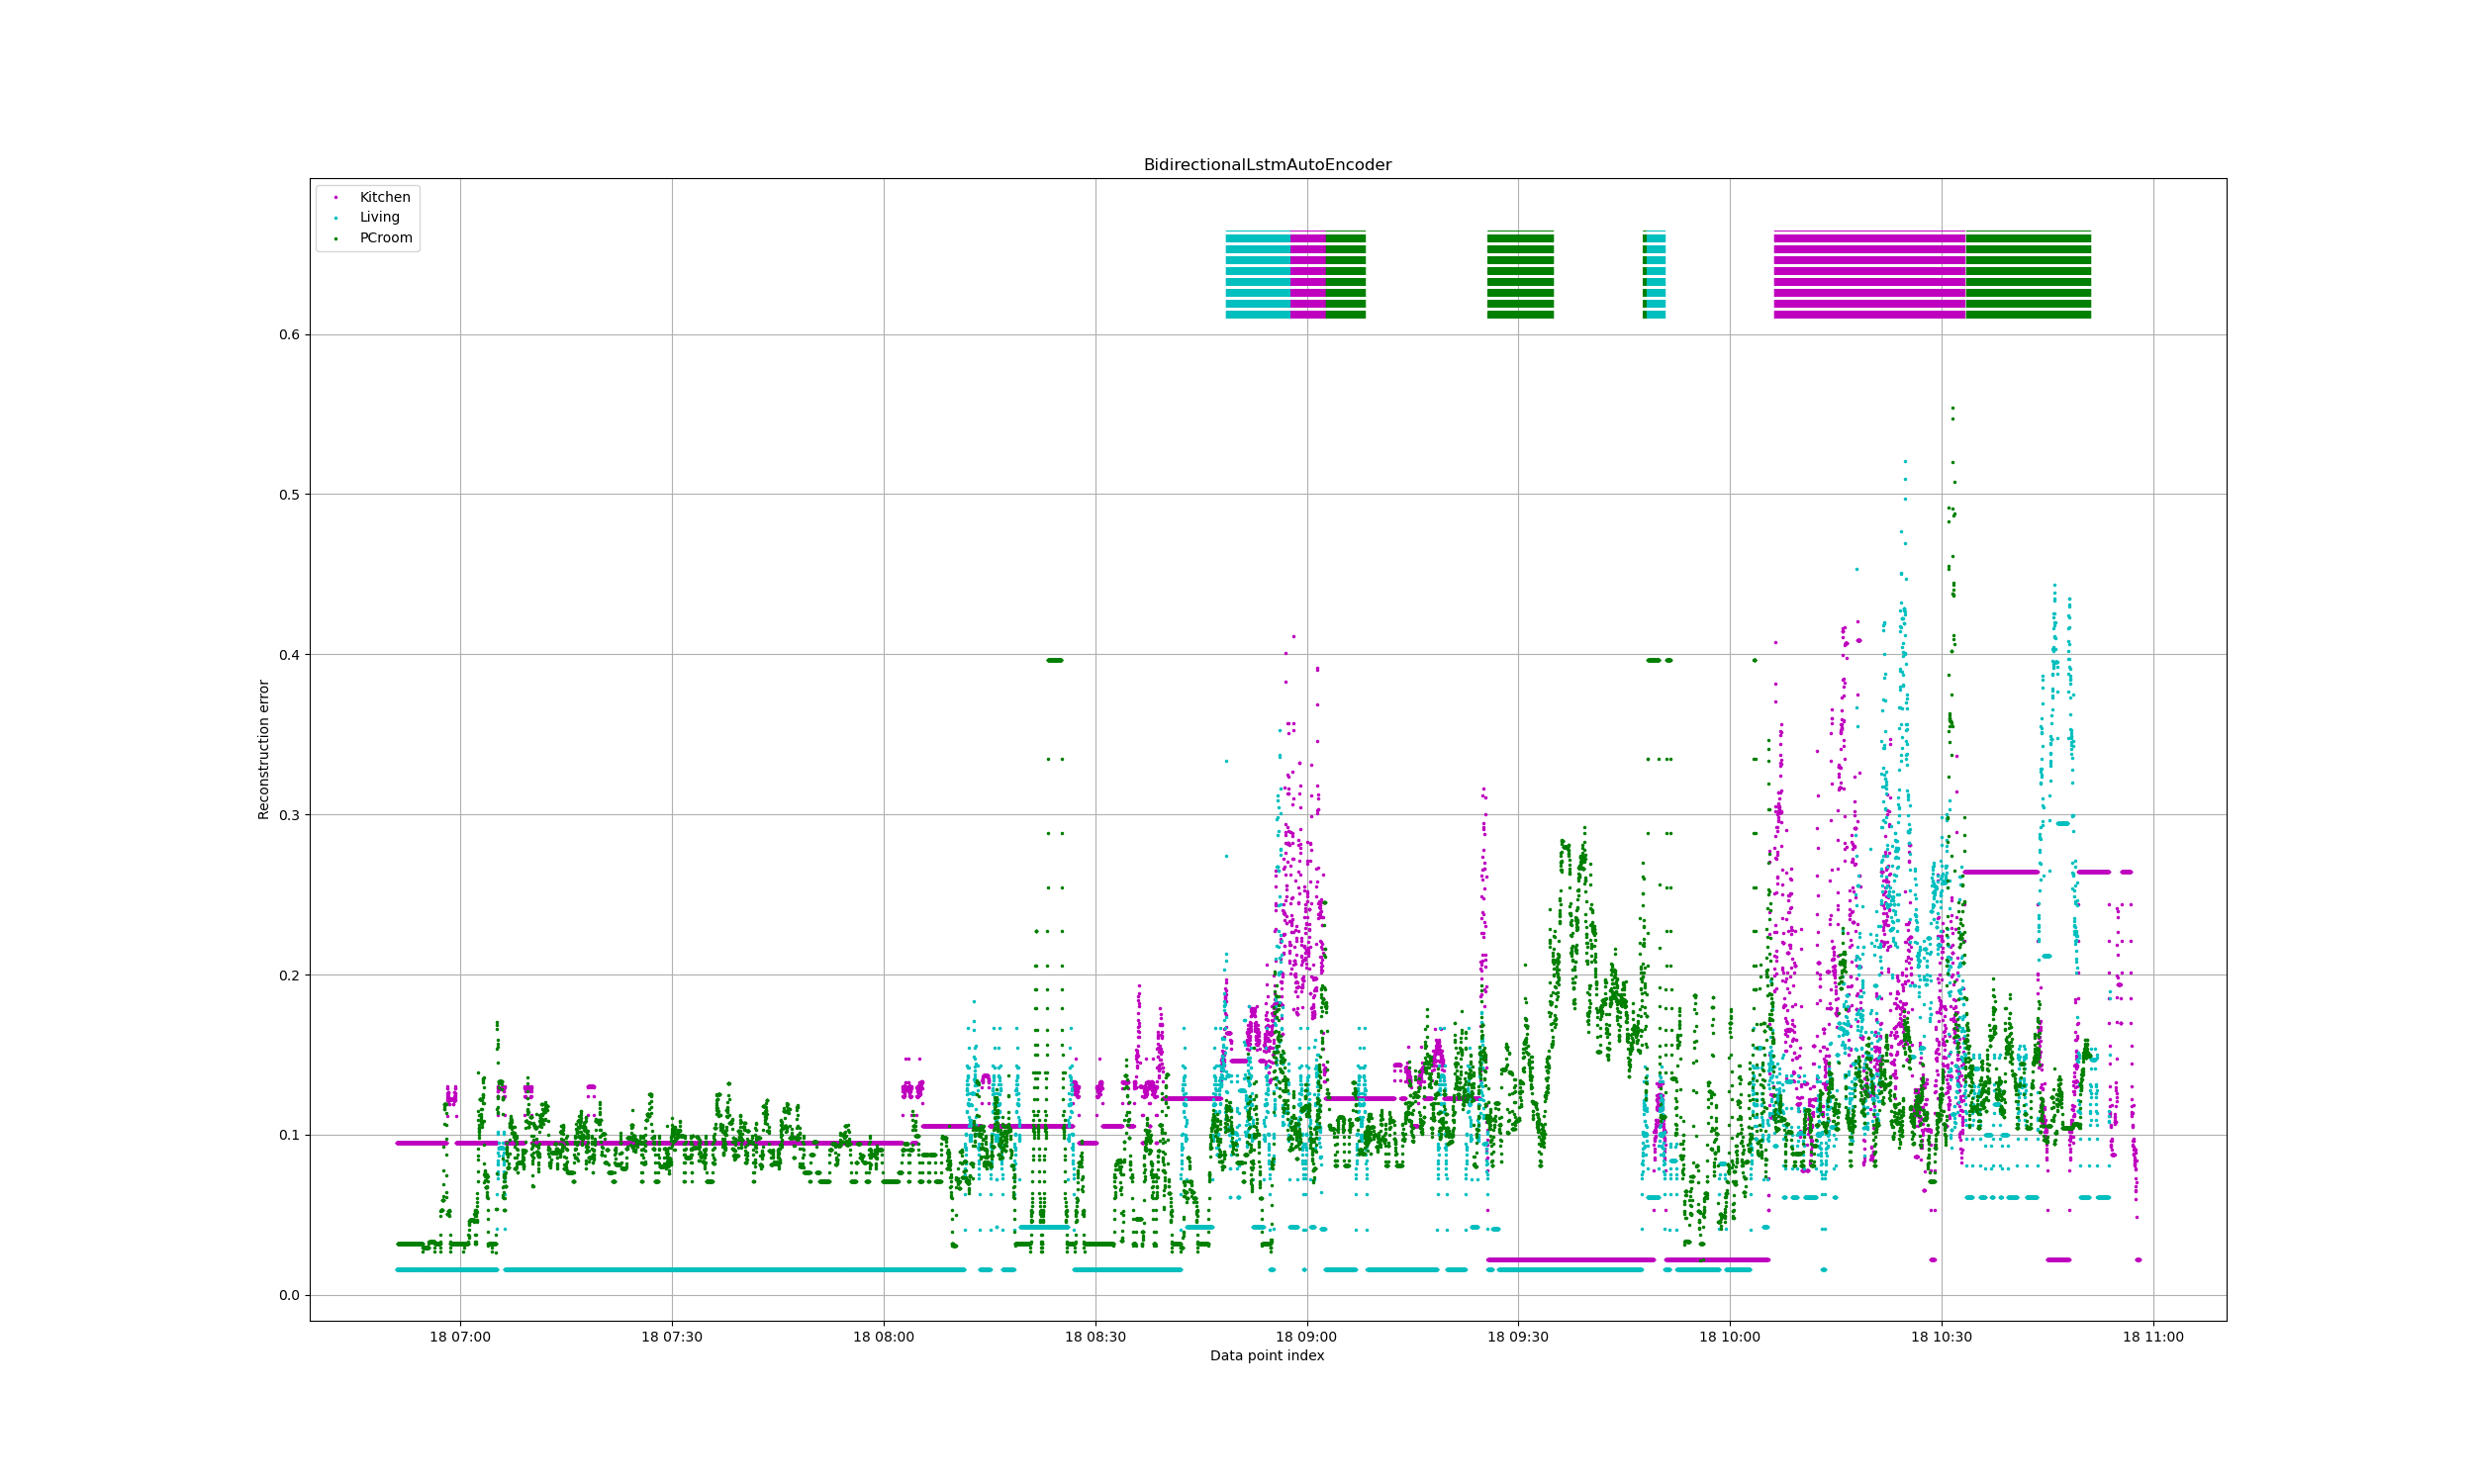 BidirectionalLstmAutoEncoder
Kitchen
Living
PCroom
0.6
0.5
0.4
0.3
0.2
0.1
0.0
Reconstruction error
18 07:00
18 07:30
18 08:00
18 08:30
18 09:00
18 09:30
18 10:00
18 10:30
18 11:00
Data point index